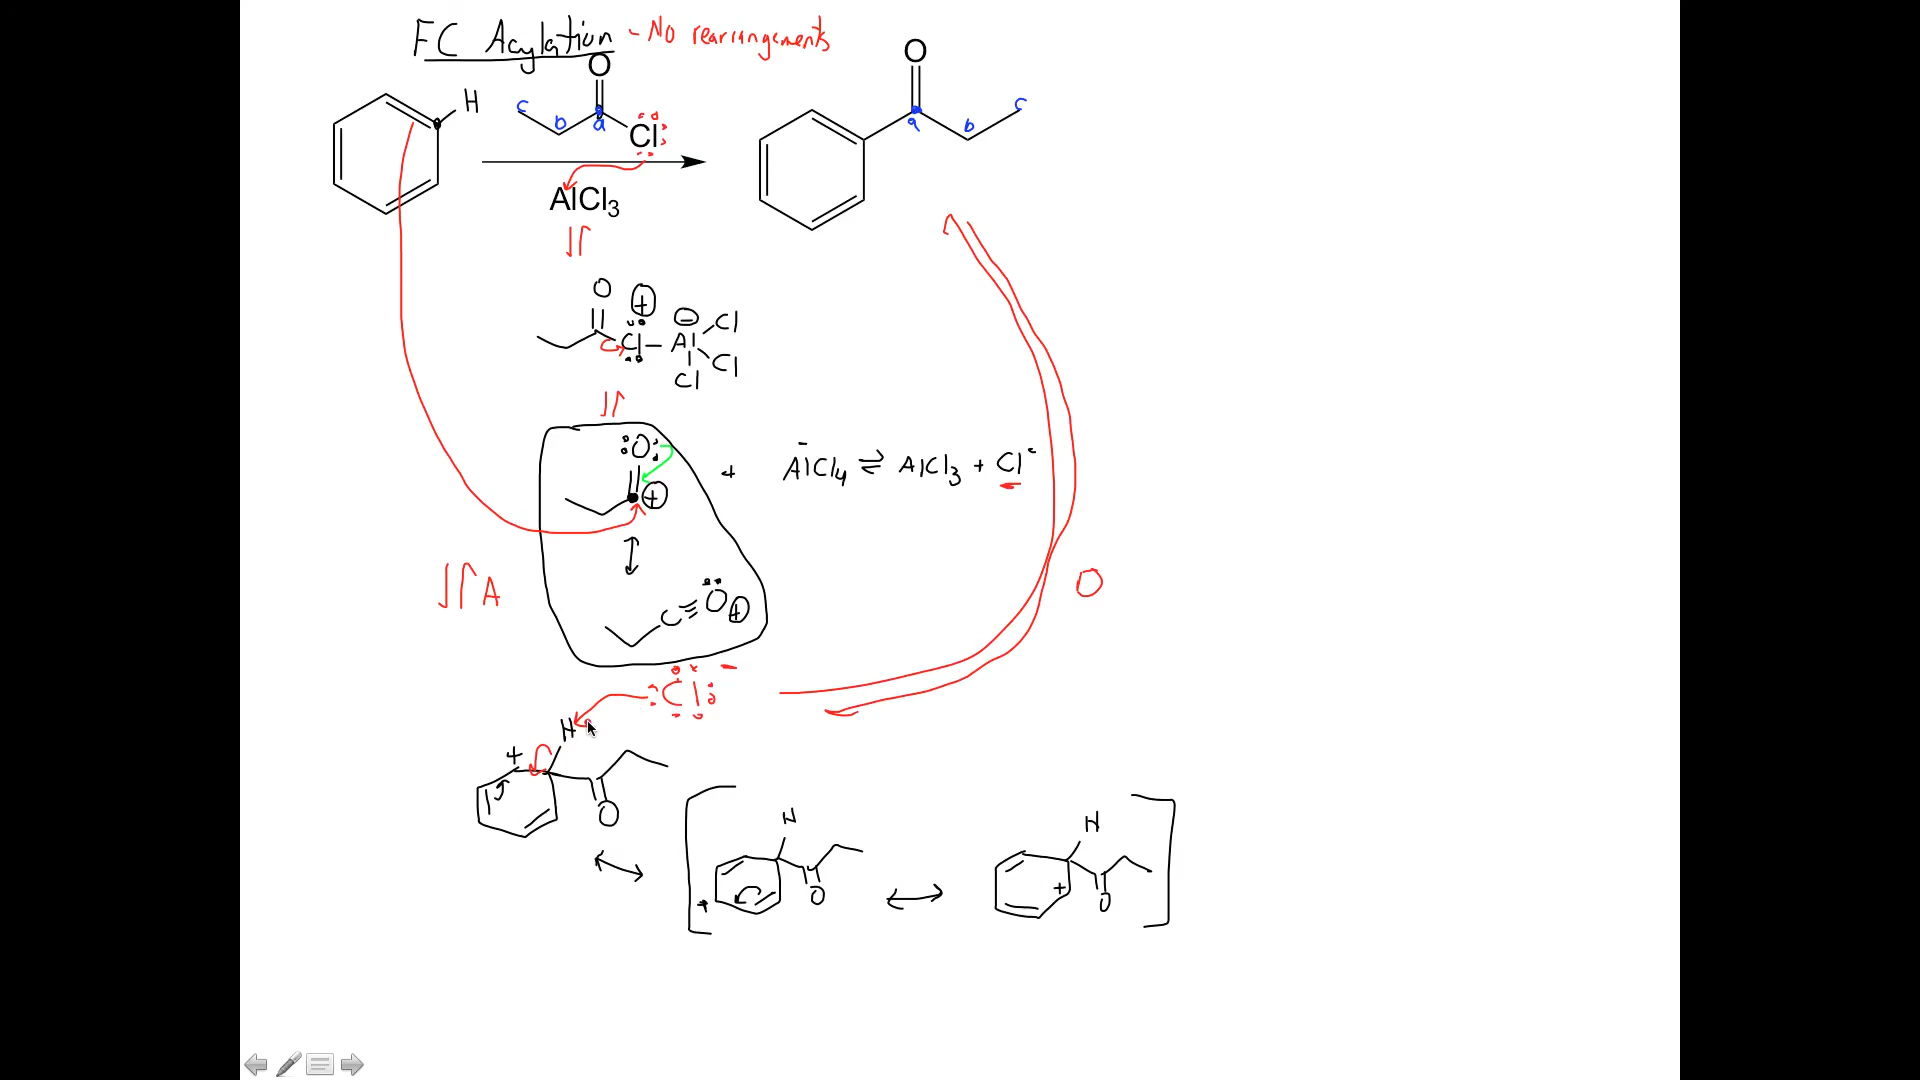 FC Acylation - No rearrangements
O
O
H
c
b
a
Cl
c
b
a
AlCl3
O
+
Cl
Al
−
Cl
Cl
Cl
O
+
+ AlCl4⁻ ⇌ AlCl3 + Cl⁻
A
C≡O
+
O
Cl −
H
+
O
H
O
+
H
O
+